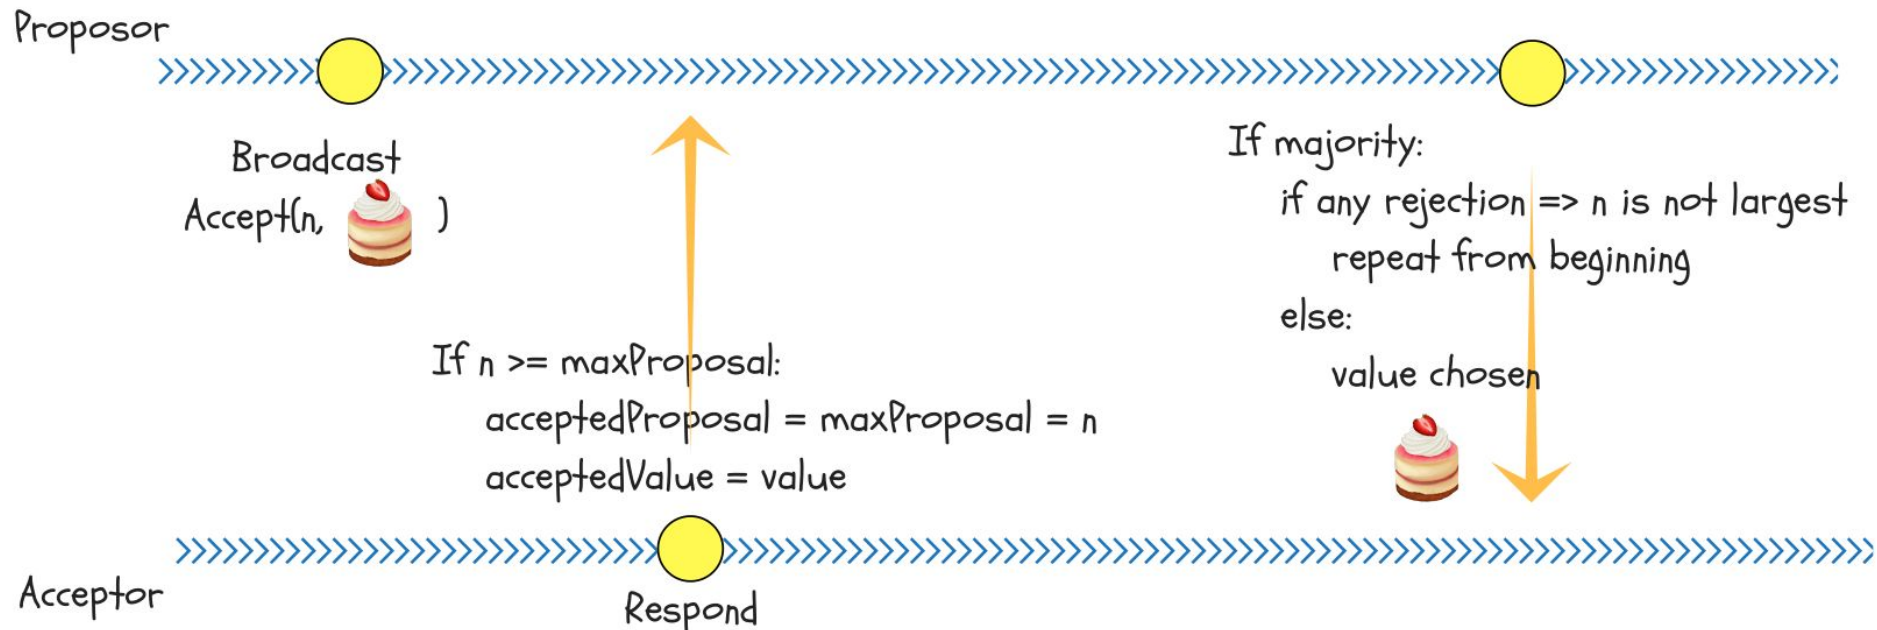 Proposor
Broadcast
Accept(n, )
If n >= maxProposal:
acceptedProposal = maxProposal = n
acceptedValue = value
If majority:
if any rejection => n is not largest
repeat from beginning
else:
value chosen
Acceptor
Respond